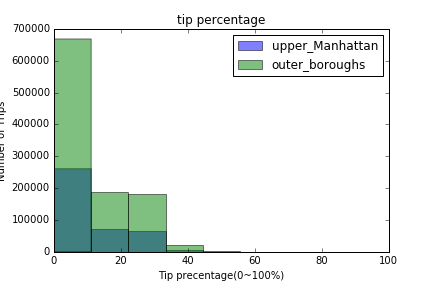 tip percentage
upper_Manhattan
outer_boroughs
700000
600000
500000
400000
300000
200000
100000
0
Number of Trips
0 20 40 60 80 100
Tip precentage(0~100%)